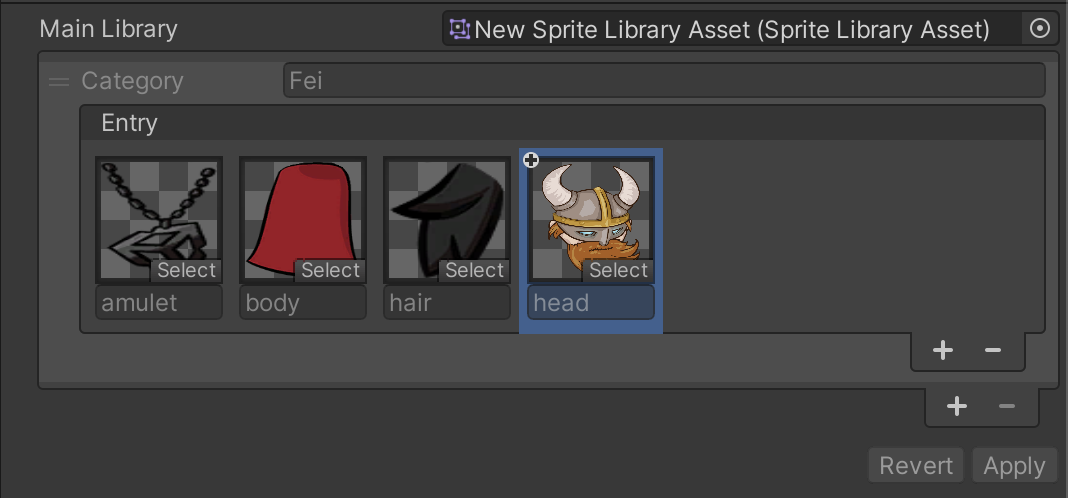 Main Library
New Sprite Library Asset (Sprite Library Asset)
Category
Fei
Entry
Select
Select
Select
Select
amulet
body
hair
head
Revert
Apply